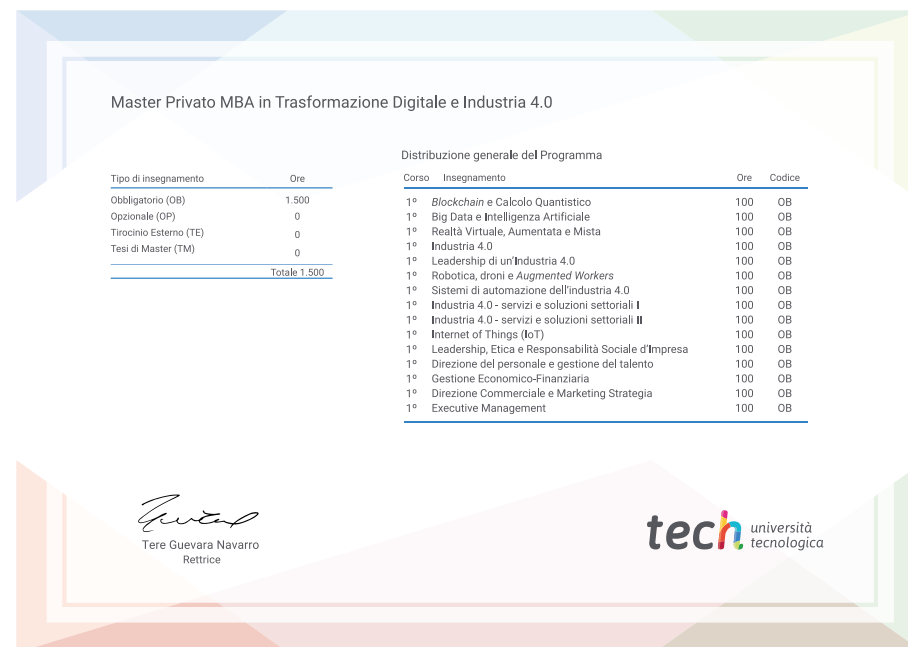 Master Privato MBA in Trasformazione Digitale e Industria 4.0
Tipo di insegnamento Ore
Obbligatorio (OB) 1.500
Opzionale (OP) 0
Tirocinio Esterno (TE) 0
Tesi di Master (TM) 0
Totale 1.500
Distribuzione generale del Programma
Corso Insegnamento Ore Codice
1º Blockchain e Calcolo Quantistico 100 OB
1º Big Data e Intelligenza Artificiale 100 OB
1º Realtà Virtuale, Aumentata e Mista 100 OB
1º Industria 4.0 100 OB
1º Leadership di un'Industria 4.0 100 OB
1º Robotica, droni e Augmented Workers 100 OB
1º Sistemi di automazione dell'industria 4.0 100 OB
1º Industria 4.0 - servizi e soluzioni settoriali I 100 OB
1º Industria 4.0 - servizi e soluzioni settoriali II 100 OB
1º Internet of Things (IoT) 100 OB
1º Leadership, Etica e Responsabilità Sociale d'Impresa 100 OB
1º Direzione del personale e gestione del talento 100 OB
1º Gestione Economico-Finanziaria 100 OB
1º Direzione Commerciale e Marketing Strategia 100 OB
1º Executive Management 100 OB
Tere Guevara Navarro
Rettrice
tech università
tecnologica